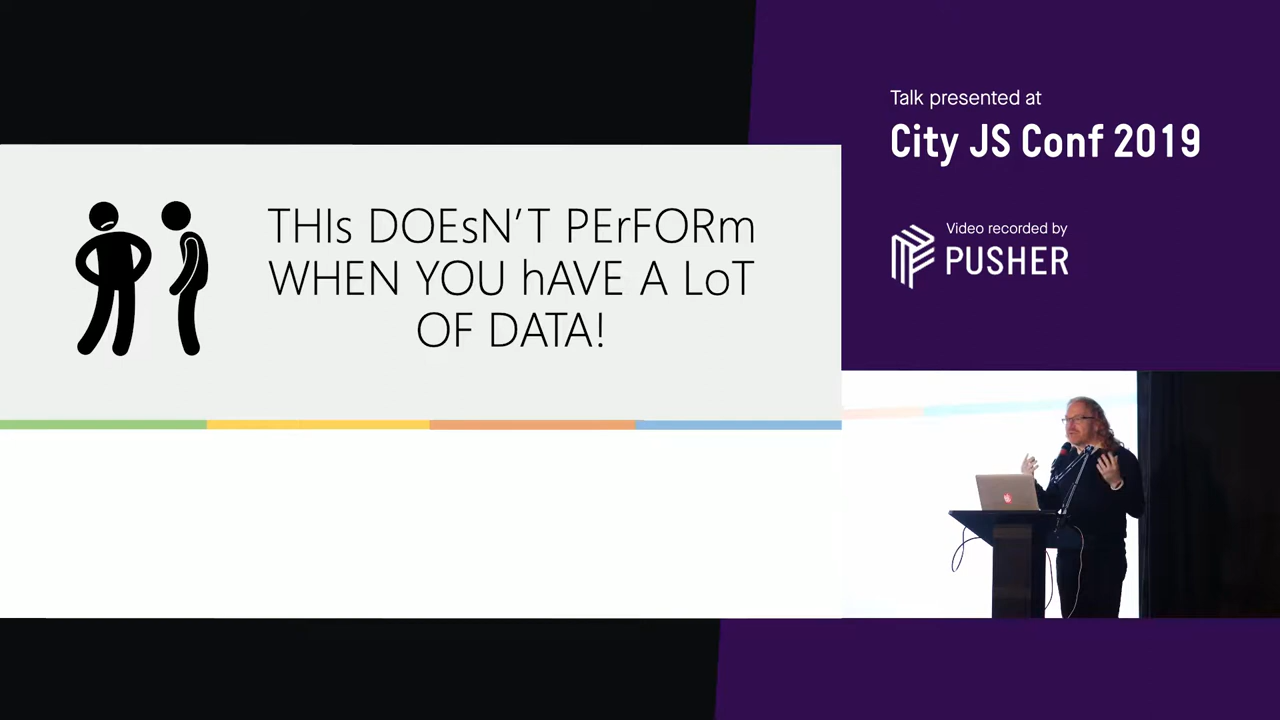 THIs DOEsN'T PErFORm
WHEN YOU hAVE A LoT
OF DATA!
Talk presented at
City JS Conf 2019
Video recorded by
PUSHER